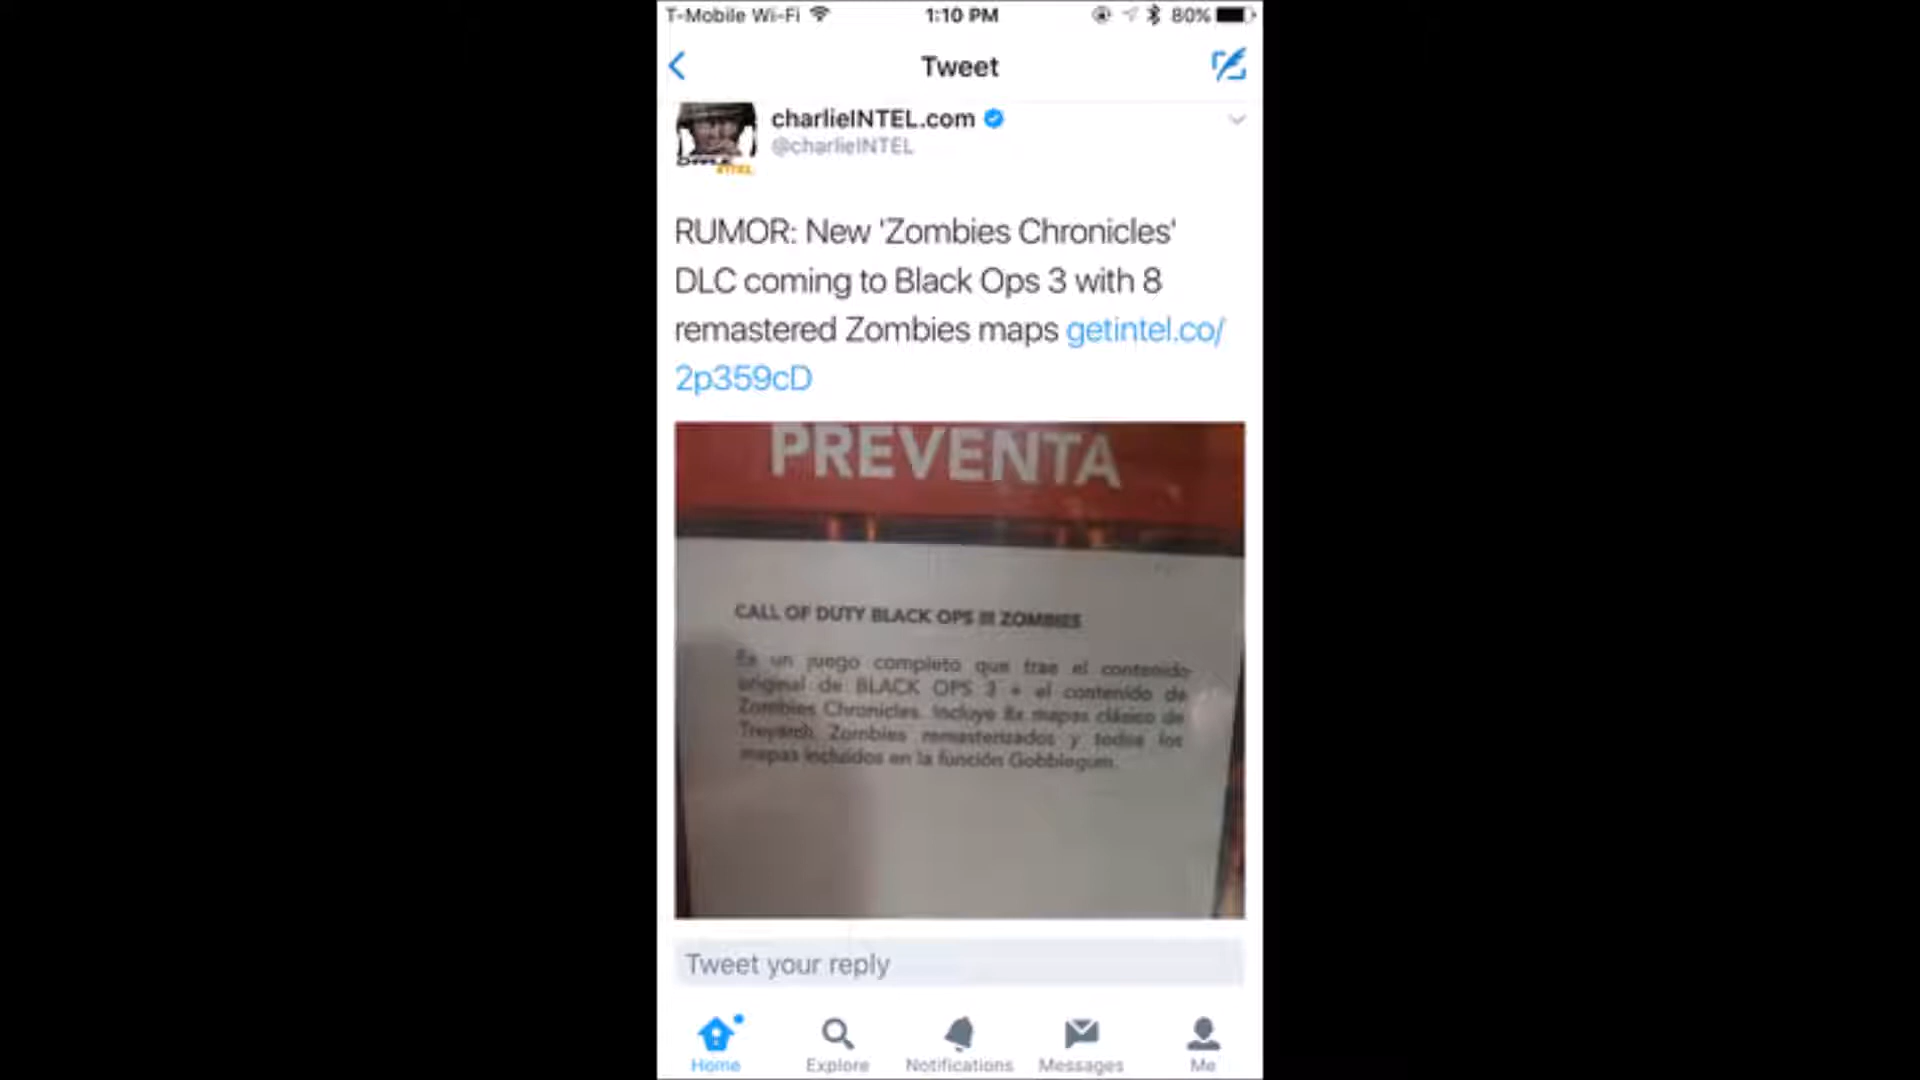 T-Mobile Wi-Fi 1:10 PM 80%
Tweet
charlieINTEL.com
@charlieINTEL
RUMOR: New 'Zombies Chronicles'
DLC coming to Black Ops 3 with 8
remastered Zombies maps getintel.co/
2p359cD
PREVENTA
CALL OF DUTY BLACK OPS III ZOMBIES
Es un juego completo que trae el contenido
original de BLACK OPS 3 + el contenido de
Zombies Chronicles. Incluye 8x mapas clásico de
Treyarch Zombies remasterizados y todos los
mapas incluidos en la función Gobblegum.
Tweet your reply
Home Explore Notifications Messages Me